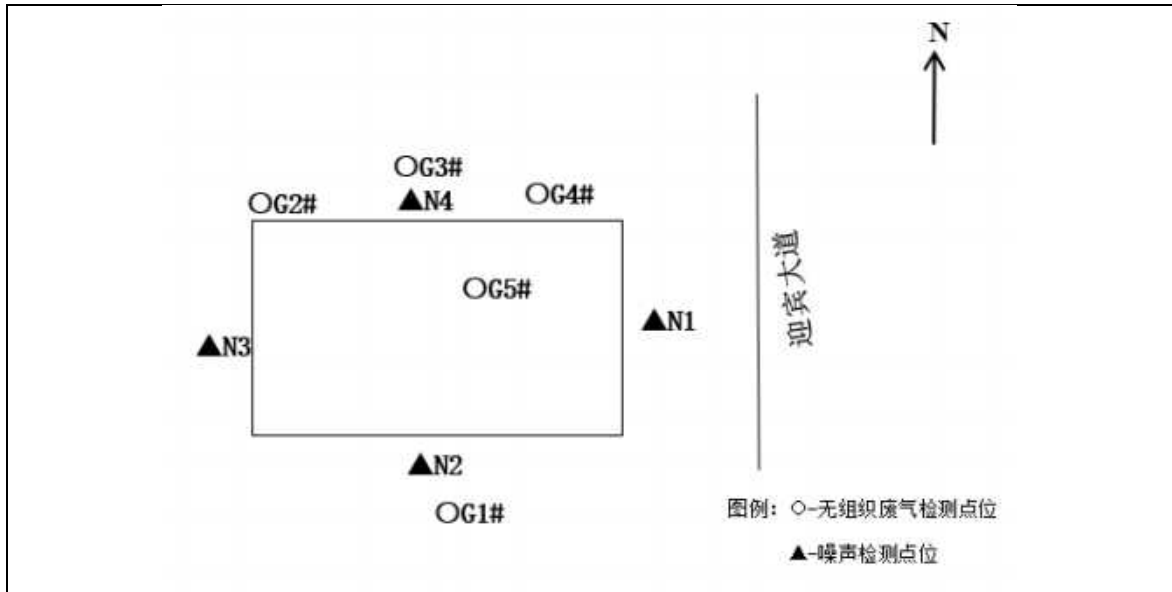 N
G3#
G2#
N4
G4#
G5#
N1
N3
迎宾大道
N2
G1#
图例：○-无组织废气检测点位
▲-噪声检测点位